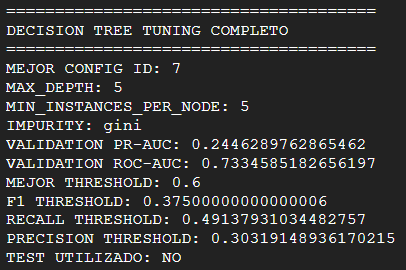 =====================================
DECISION TREE TUNING COMPLETO
=====================================
MEJOR CONFIG ID: 7
MAX_DEPTH: 5
MIN_INSTANCES_PER_NODE: 5
IMPURITY: gini
VALIDATION PR-AUC: 0.2446289762865462
VALIDATION ROC-AUC: 0.7334585182656197
MEJOR THRESHOLD: 0.6
F1 THRESHOLD: 0.37500000000000006
RECALL THRESHOLD: 0.49137931034482757
PRECISION THRESHOLD: 0.30319148936170215
TEST UTILIZADO: NO